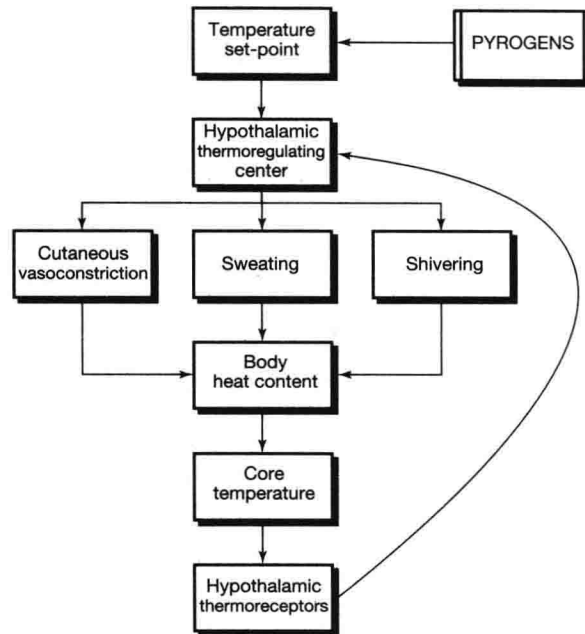 Temperature
set-point
PYROGENS
Hypothalamic
thermoregulating
center
Cutaneous
vasoconstriction
Sweating
Shivering
Body
heat content
Core
temperature
Hypothalamic
thermoreceptors